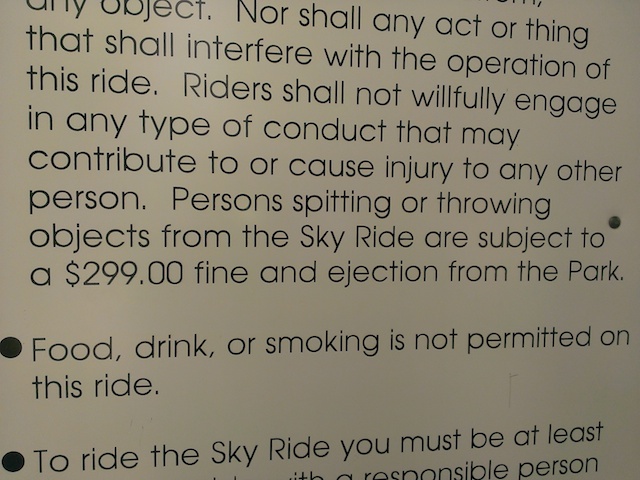 any object. Nor shall any act or thing
that shall interfere with the operation of
this ride. Riders shall not willfully engage
in any type of conduct that may
contribute to or cause injury to any other
person. Persons spitting or throwing
objects from the Sky Ride are subject to
a $299.00 fine and ejection from the Park.
● Food, drink, or smoking is not permitted on
this ride.
● To ride the Sky Ride you must be at least
with a responsible person